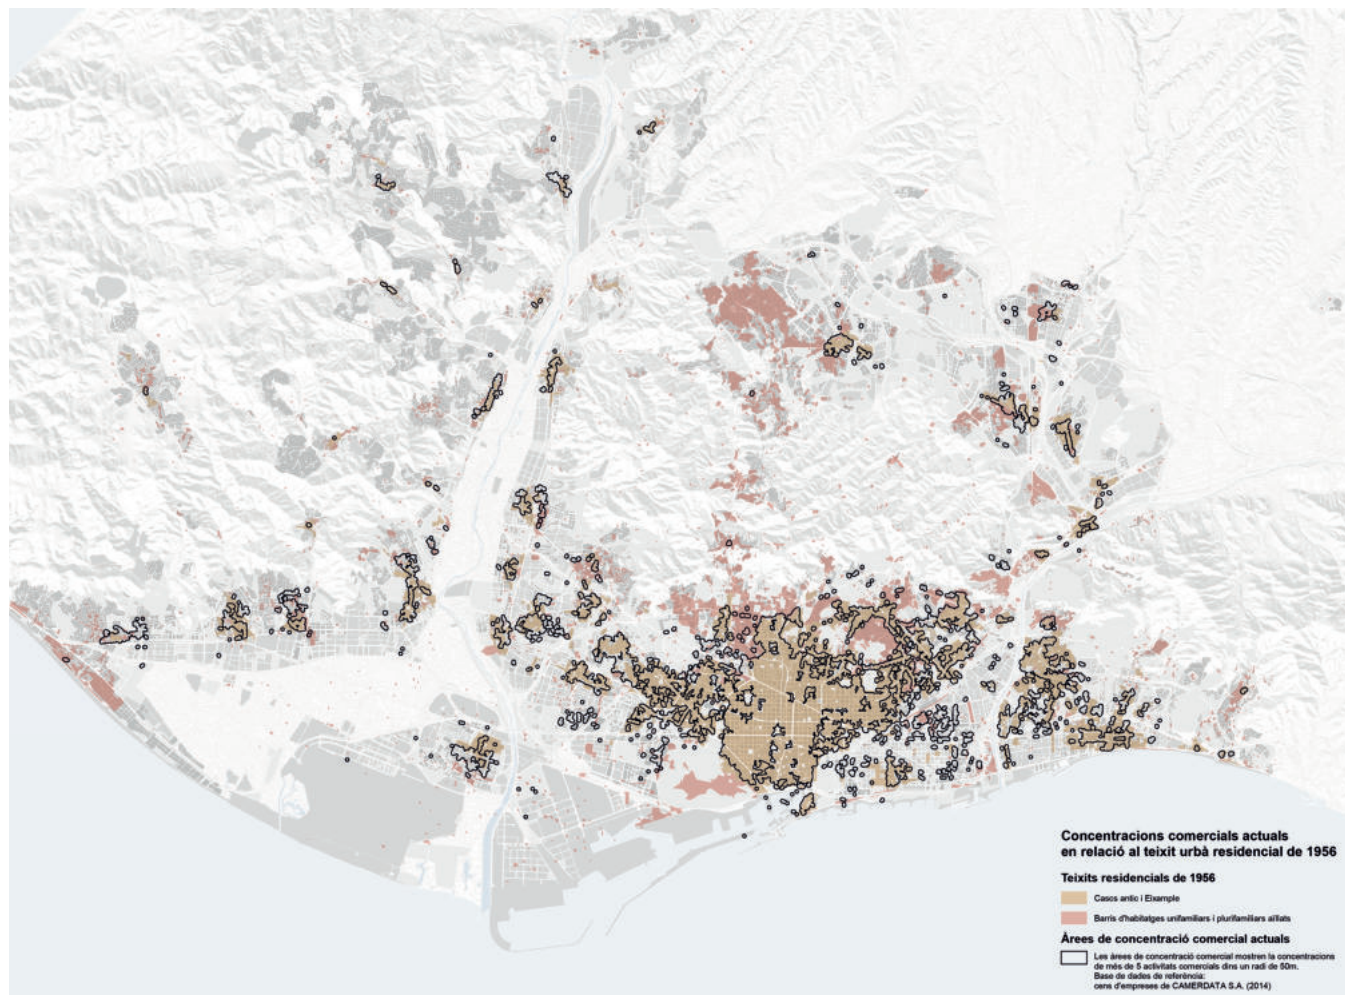 Concentracions comercials actuals
en relació al teixit urbà residencial de 1956
Teixits residencials de 1956
Cascs antic i Eixample
Barris d'habitatges unifamiliars i plurifamiliars aïllats
Àrees de concentració comercial actuals
Les àrees de concentració comercial mostren la concentracions
de més de 5 activitats comercials dins un radi de 50m.
Base de dades de referència:
cens d'empreses de CAMERDATA S.A. (2014)